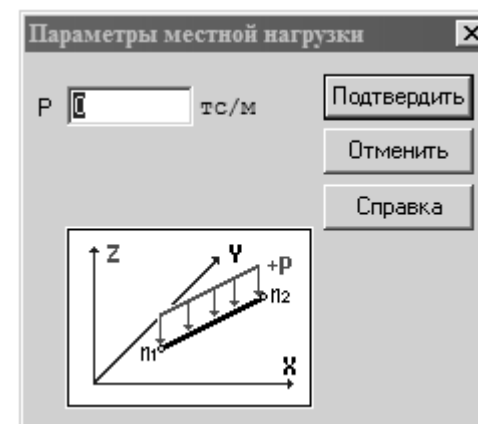 Параметры местной нагрузки
P 0 тс/м
Подтвердить
Отменить
Справка
Z Y +p
n2
n1
X